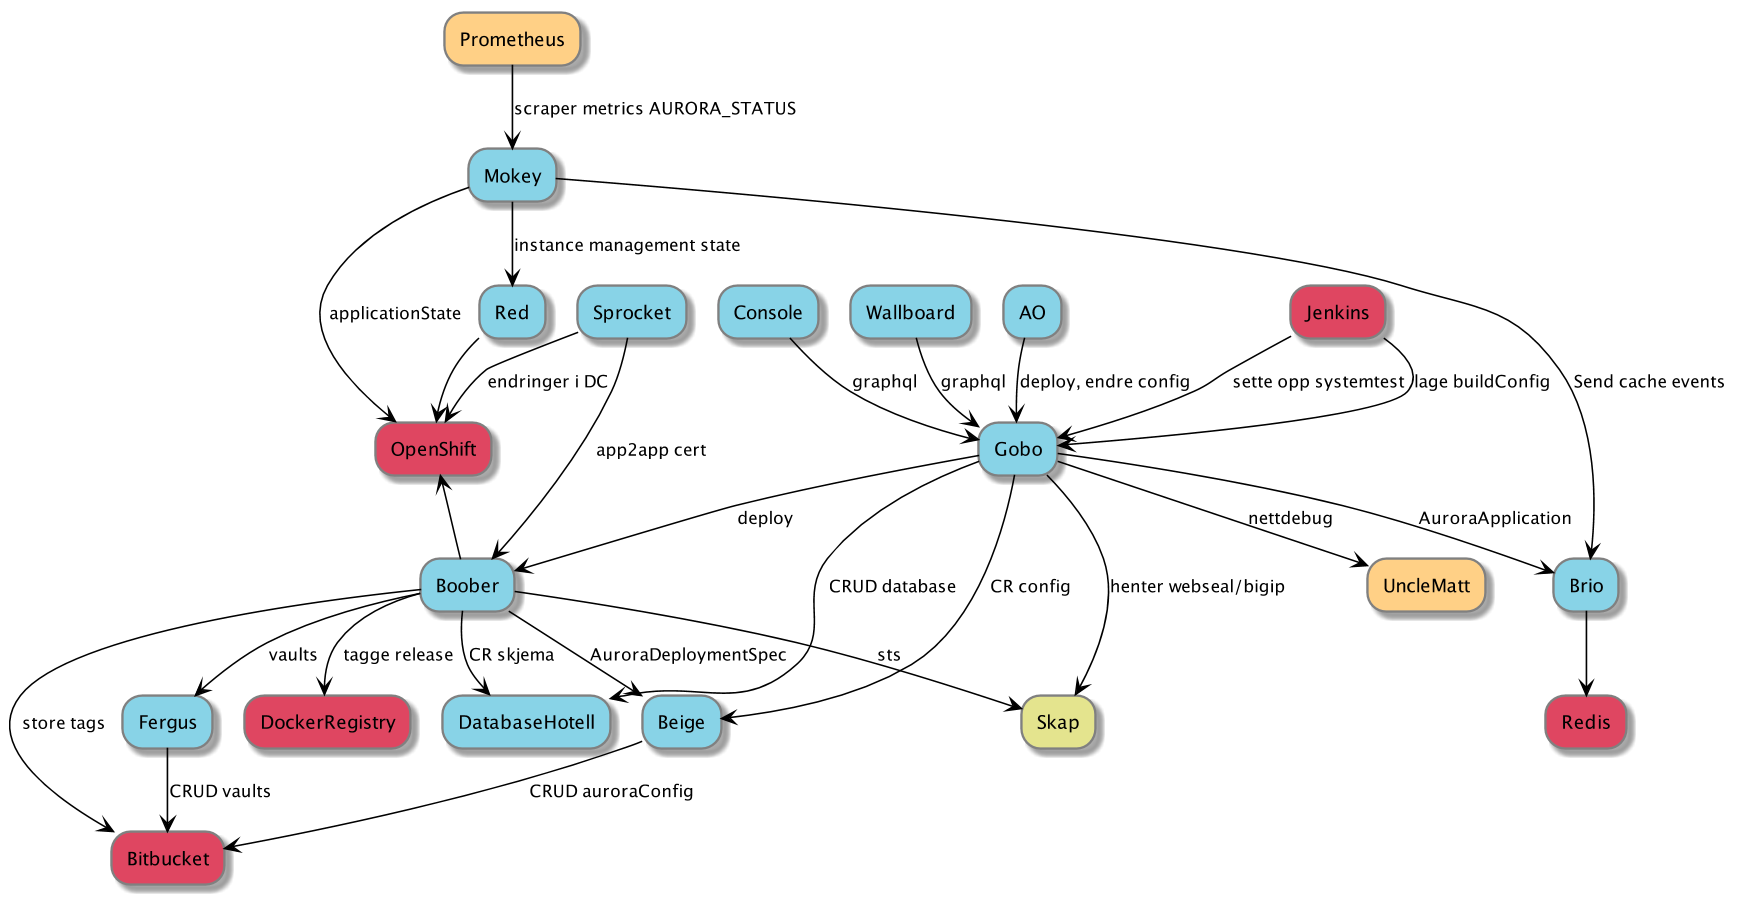 Prometheus
scraper metrics AURORA_STATUS
Mokey
instance management state
applicationState
Red
Sprocket
Console
Wallboard
AO
Jenkins
endringer i DC
graphql
graphql
deploy, endre config
sette opp systemtest
lage buildConfig
Send cache events
OpenShift
app2app cert
Gobo
deploy
nettdebug
AuroraApplication
Boober
CRUD database
CR config
henter webseal/bigip
UncleMatt
Brio
vaults
tagge release
CR skjema
AuroraDeploymentSpec
sts
store tags
Fergus
DockerRegistry
DatabaseHotell
Beige
Skap
Redis
CRUD vaults
CRUD auroraConfig
Bitbucket